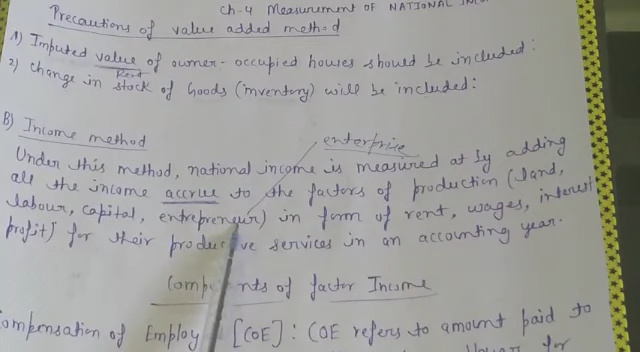 Ch-4 Measurement OF NATIONAL
Precautions of value added method
1) Imputed value of owner-occupied houses should be included:
Rent
2) Change in stock of Goods (inventory) will be included:
B) Income method
enterprise
Under this method, national income is measured at by adding
all the income accrue to the factors of production (land,
labour, capital, entrepreneur) in form of rent, wages, interest
profit] for their productive services in an accounting year.
of factor Income
Compensation of [COE]: COE refers to amount paid to
for